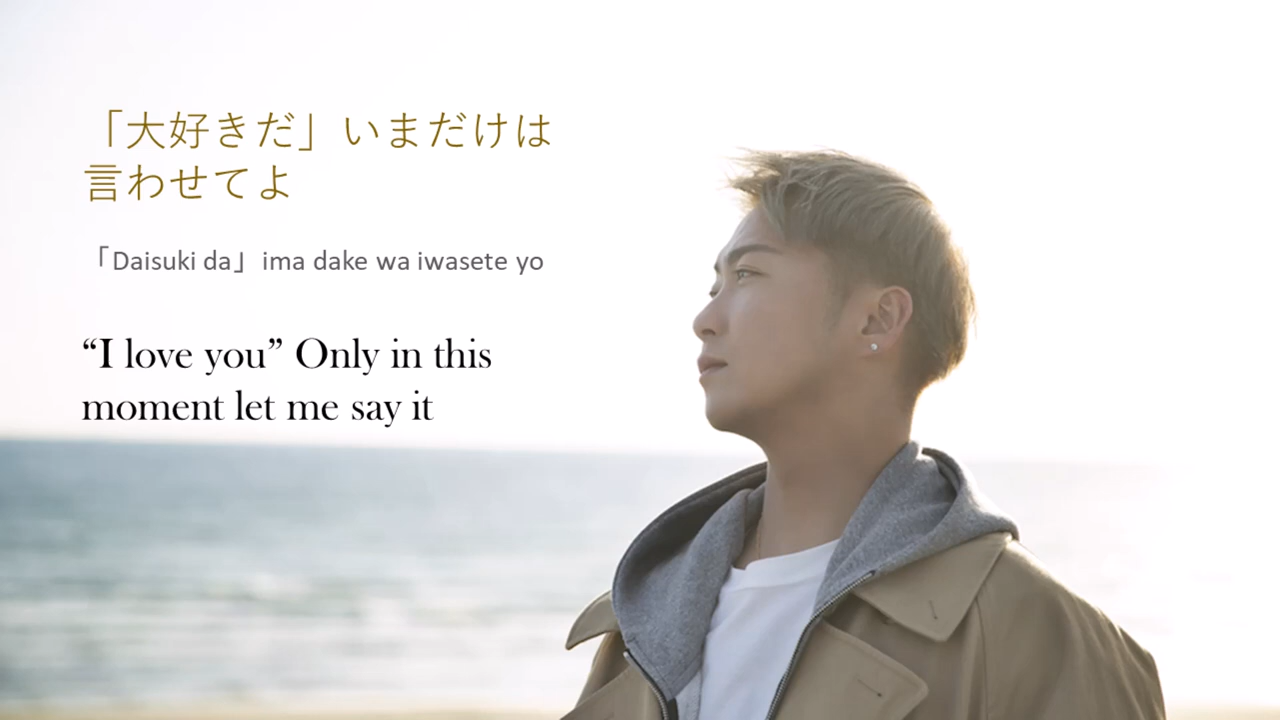 「大好きだ」いまだけは
言わせてよ
「Daisuki da」ima dake wa iwasete yo
“I love you” Only in this
moment let me say it